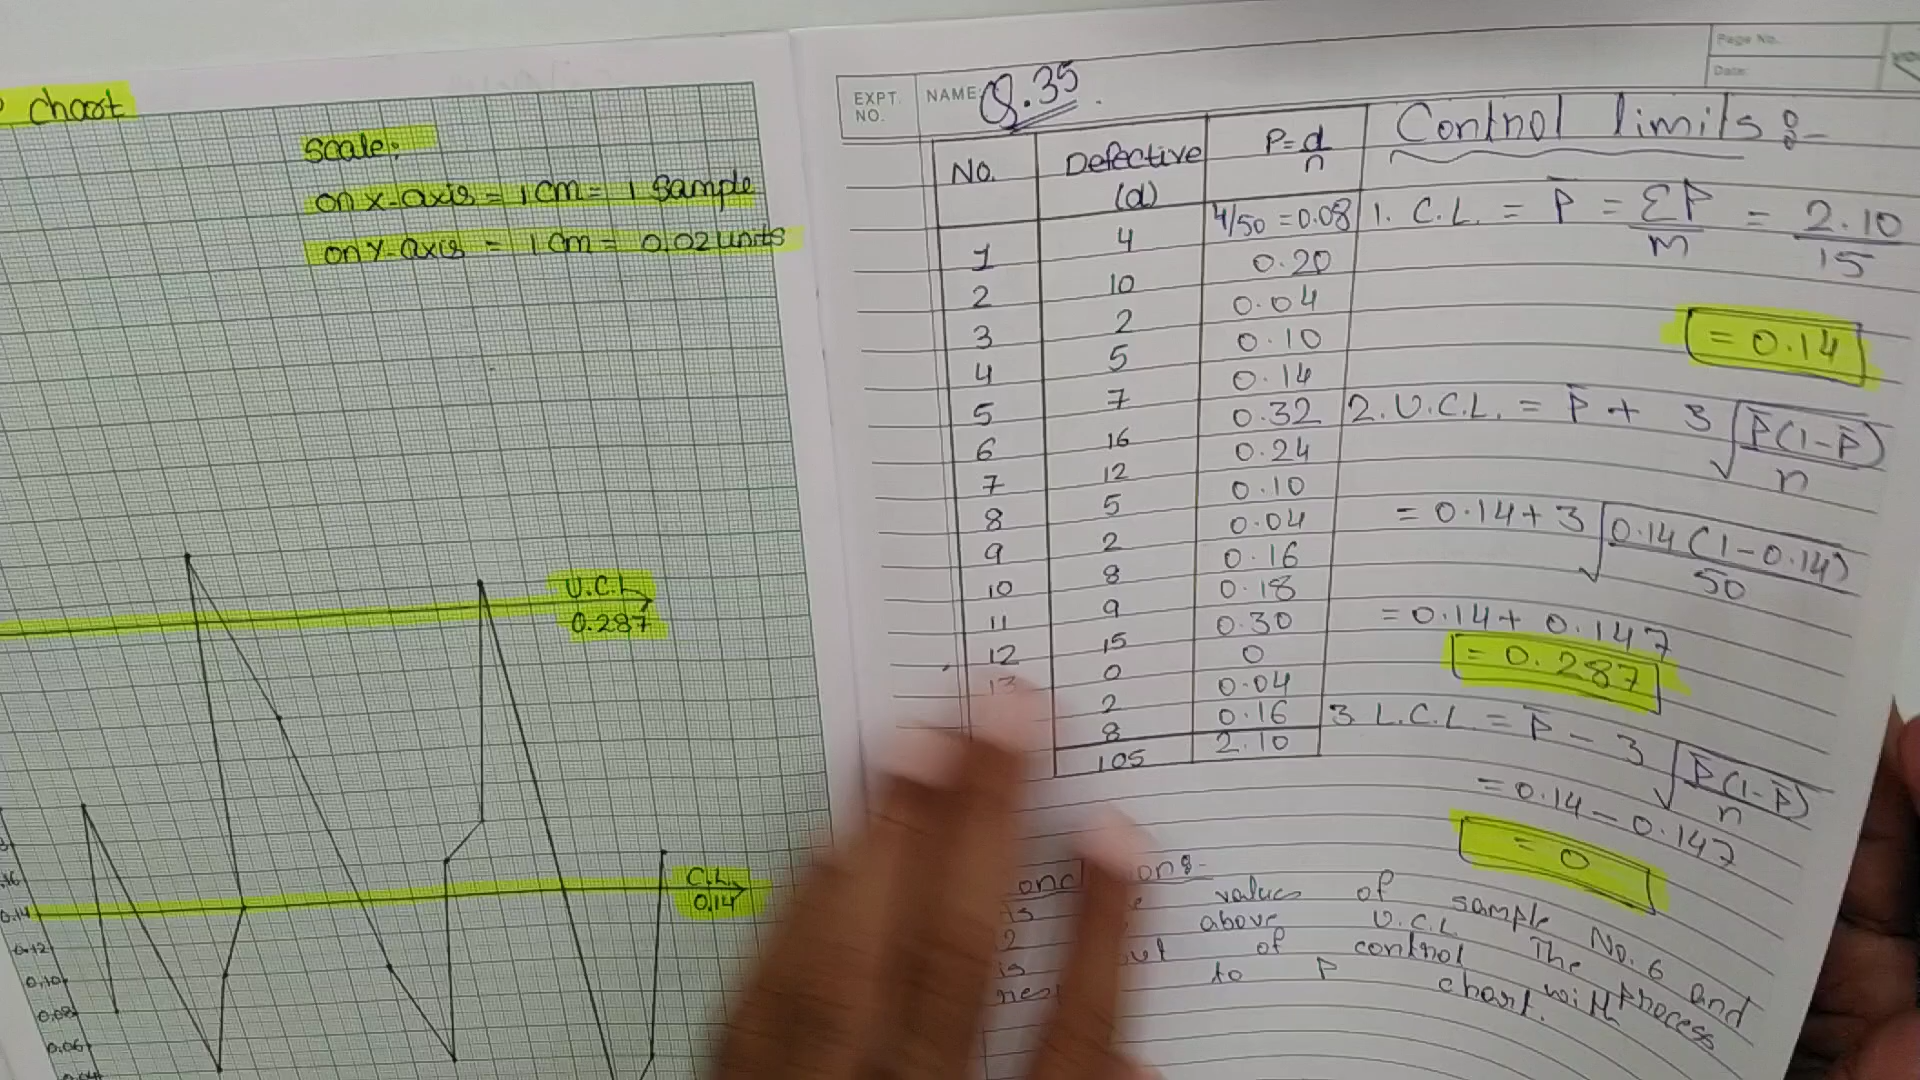 chart
Scale:
on x-axis = 1 cm = 1 Sample
on Y-axis = 1 cm = 0.02 units
U.C.L
0.287
C.L.
0.14
0.14
0.12
0.10
0.08
0.06
0.04
EXPT. NO.
NAME:
Q.35
Page No.
Date:
No. Defective (d) P = d/n
1 4 4/50 = 0.08
2 10 0.20
3 2 0.04
4 5 0.10
5 7 0.14
6 16 0.32
7 12 0.24
8 5 0.10
9 2 0.04
10 8 0.16
11 9 0.18
12 15 0.30
13 0 0
2 0.04
8 0.16
105 2.10
Control limits :-
1. C.L. = P̄ = ΣP/m = 2.10/15
= 0.14
2. U.C.L. = P̄ + 3 √P̄(1-P̄)/n
= 0.14 + 3 √0.14 (1-0.14)/50
= 0.14 + 0.147
= 0.287
3 L.C.L = P̄ - 3 √P̄(1-P̄)/n
= 0.14 - 0.147
= 0
values of sample No. 6 and
above U.C.L. The process
is out of control with
to P chart.